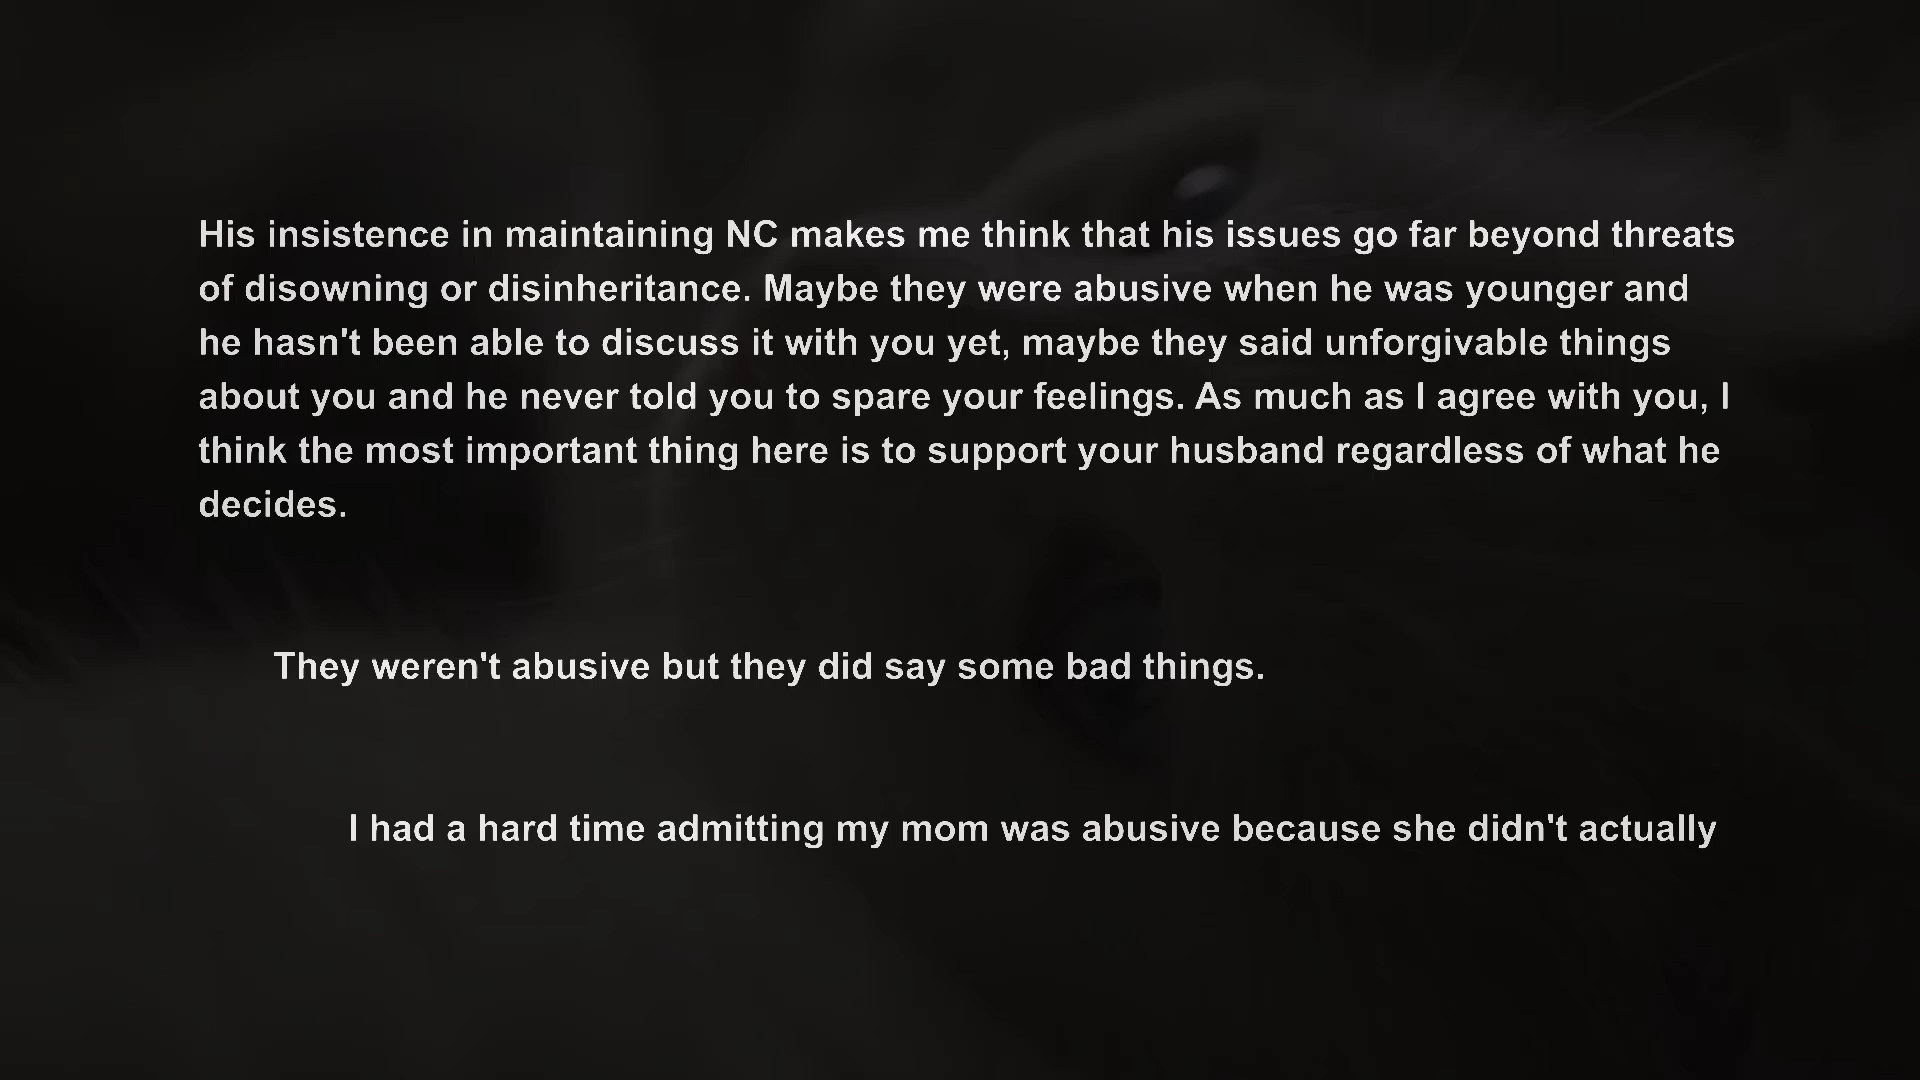 His insistence in maintaining NC makes me think that his issues go far beyond threats
of disowning or disinheritance. Maybe they were abusive when he was younger and
he hasn't been able to discuss it with you yet, maybe they said unforgivable things
about you and he never told you to spare your feelings. As much as I agree with you, I
think the most important thing here is to support your husband regardless of what he
decides.
They weren't abusive but they did say some bad things.
I had a hard time admitting my mom was abusive because she didn't actually